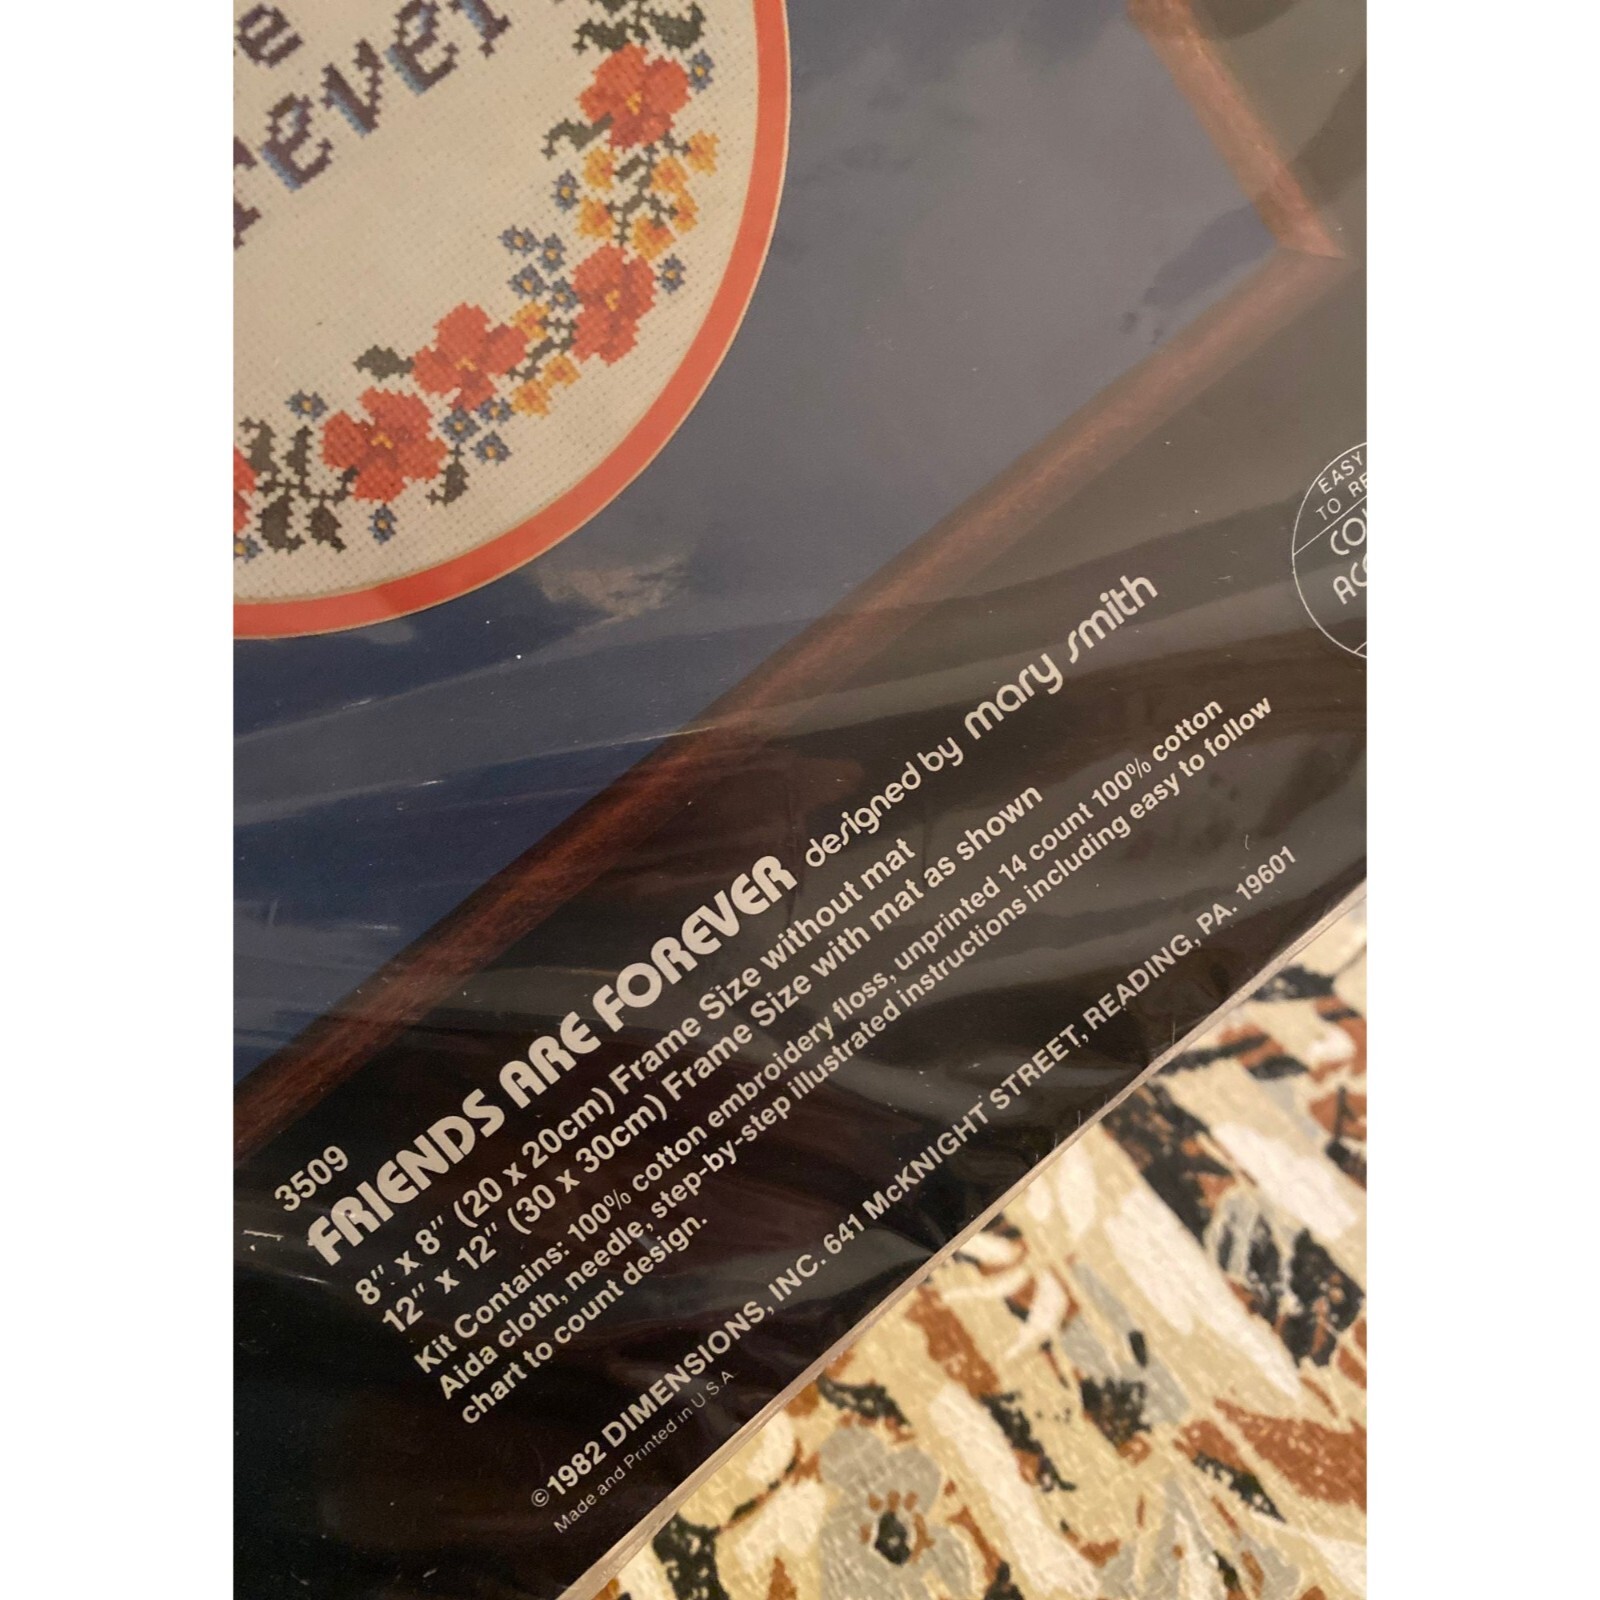 EASY
TO
3509
FRIENDS ARE FOREVER designed by mary smith
8" x 8" (20 x 20cm) Frame Size without mat
12" x 12" (30 x 30cm) Frame Size with mat as shown
Kit Contains: 100% cotton embroidery floss, unprinted 14 count 100% cotton
Aida cloth, needle, step-by-step illustrated instructions including easy to follow
chart to count design.
©1982 DIMENSIONS, INC. 641 McKNIGHT STREET, READING, PA. 19601
Made and Printed in U.S.A